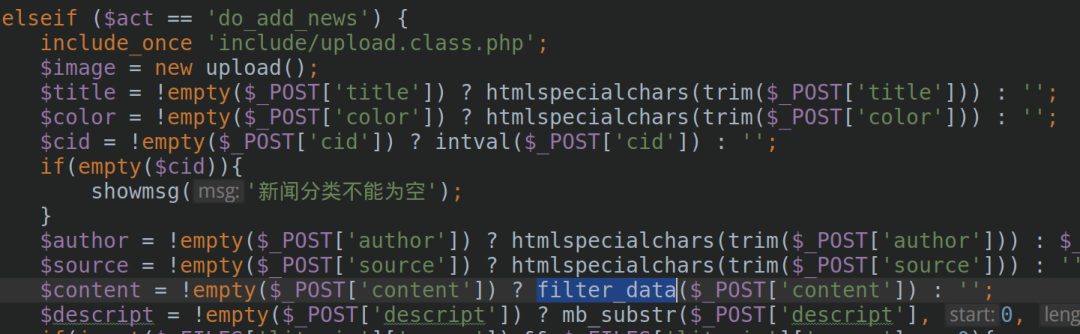 elseif ($act == 'do_add_news') {
include_once 'include/upload.class.php';
$image = new upload();
$title = !empty($_POST['title']) ? htmlspecialchars(trim($_POST['title'])) : '';
$color = !empty($_POST['color']) ? htmlspecialchars(trim($_POST['color'])) : '';
$cid = !empty($_POST['cid']) ? intval($_POST['cid']) : '';
if(empty($cid)){
showmsg( msg: '新闻分类不能为空');
}
$author = !empty($_POST['author']) ? htmlspecialchars(trim($_POST['author'])) : $_
$source = !empty($_POST['source']) ? htmlspecialchars(trim($_POST['source'])) : ''
$content = !empty($_POST['content']) ? filter_data($_POST['content']) : '';
$descript = !empty($_POST['descript']) ? mb_substr($_POST['descript'], start: 0, leng